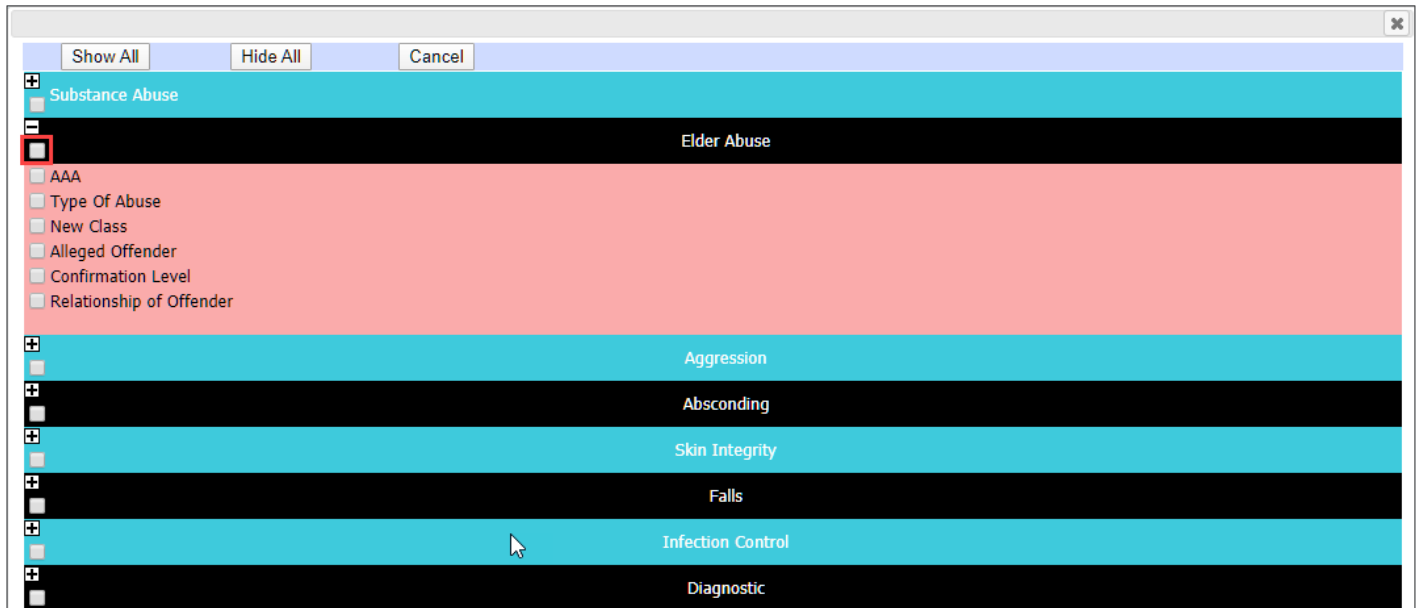 Show All Hide All Cancel
Substance Abuse
Elder Abuse
AAA
Type Of Abuse
New Class
Alleged Offender
Confirmation Level
Relationship of Offender
Aggression
Absconding
Skin Integrity
Falls
Infection Control
Diagnostic